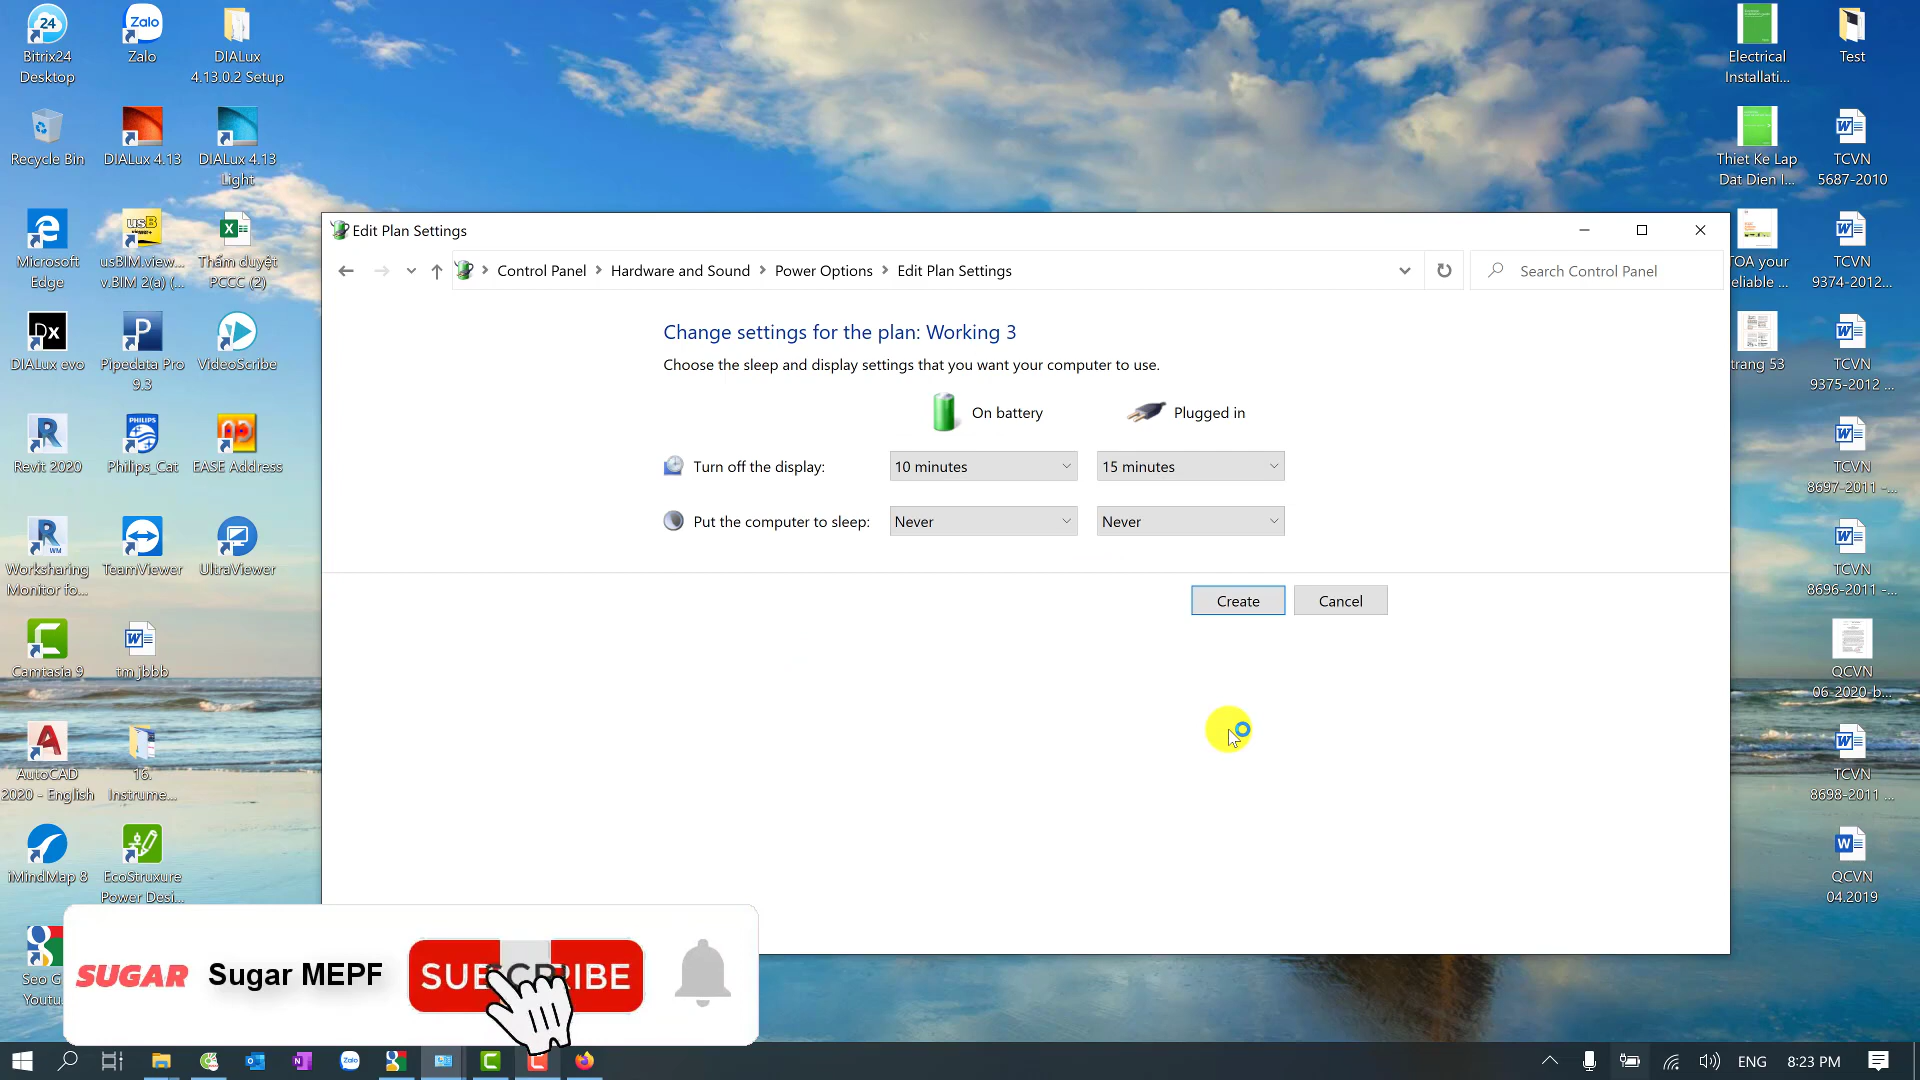 Bitrix24
Desktop
Zalo
DIALux
4.13.0.2 Setup
Recycle Bin
DIALux 4.13
DIALux 4.13
Light
Microsoft
Edge
usBIM.view...
v.BIM 2(a) (...
Thẩm duyệt
PCCC (2)
DIALux evo
Pipedata Pro
9.3
VideoScribe
Revit 2020
Philips_Cat
EASE Address
Worksharing
Monitor fo...
TeamViewer
UltraViewer
Camtasia 9
tm jbbb
AutoCAD
2020 - English
16.
Instrume...
iMindMap 8
EcoStruxure
Power Desi...
Seo G
Youtu.
Edit Plan Settings
Control Panel
Hardware and Sound
Power Options
Edit Plan Settings
Search Control Panel
Change settings for the plan: Working 3
Choose the sleep and display settings that you want your computer to use.
On battery
Plugged in
Turn off the display:
10 minutes
15 minutes
Put the computer to sleep:
Never
Never
Create
Cancel
Electrical
Installati...
Test
Thiet Ke Lap
Dat Dien I...
TCVN
5687-2010
TOA your
eliable ...
TCVN
9374-2012...
trang 53
TCVN
9375-2012 ...
TCVN
8697-2011 -...
TCVN
8696-2011 -...
QCVN
06-2020-b...
TCVN
8698-2011 ...
QCVN
04.2019
SUGAR
Sugar MEPF
SUBSCRIBE
ENG
8:23 PM